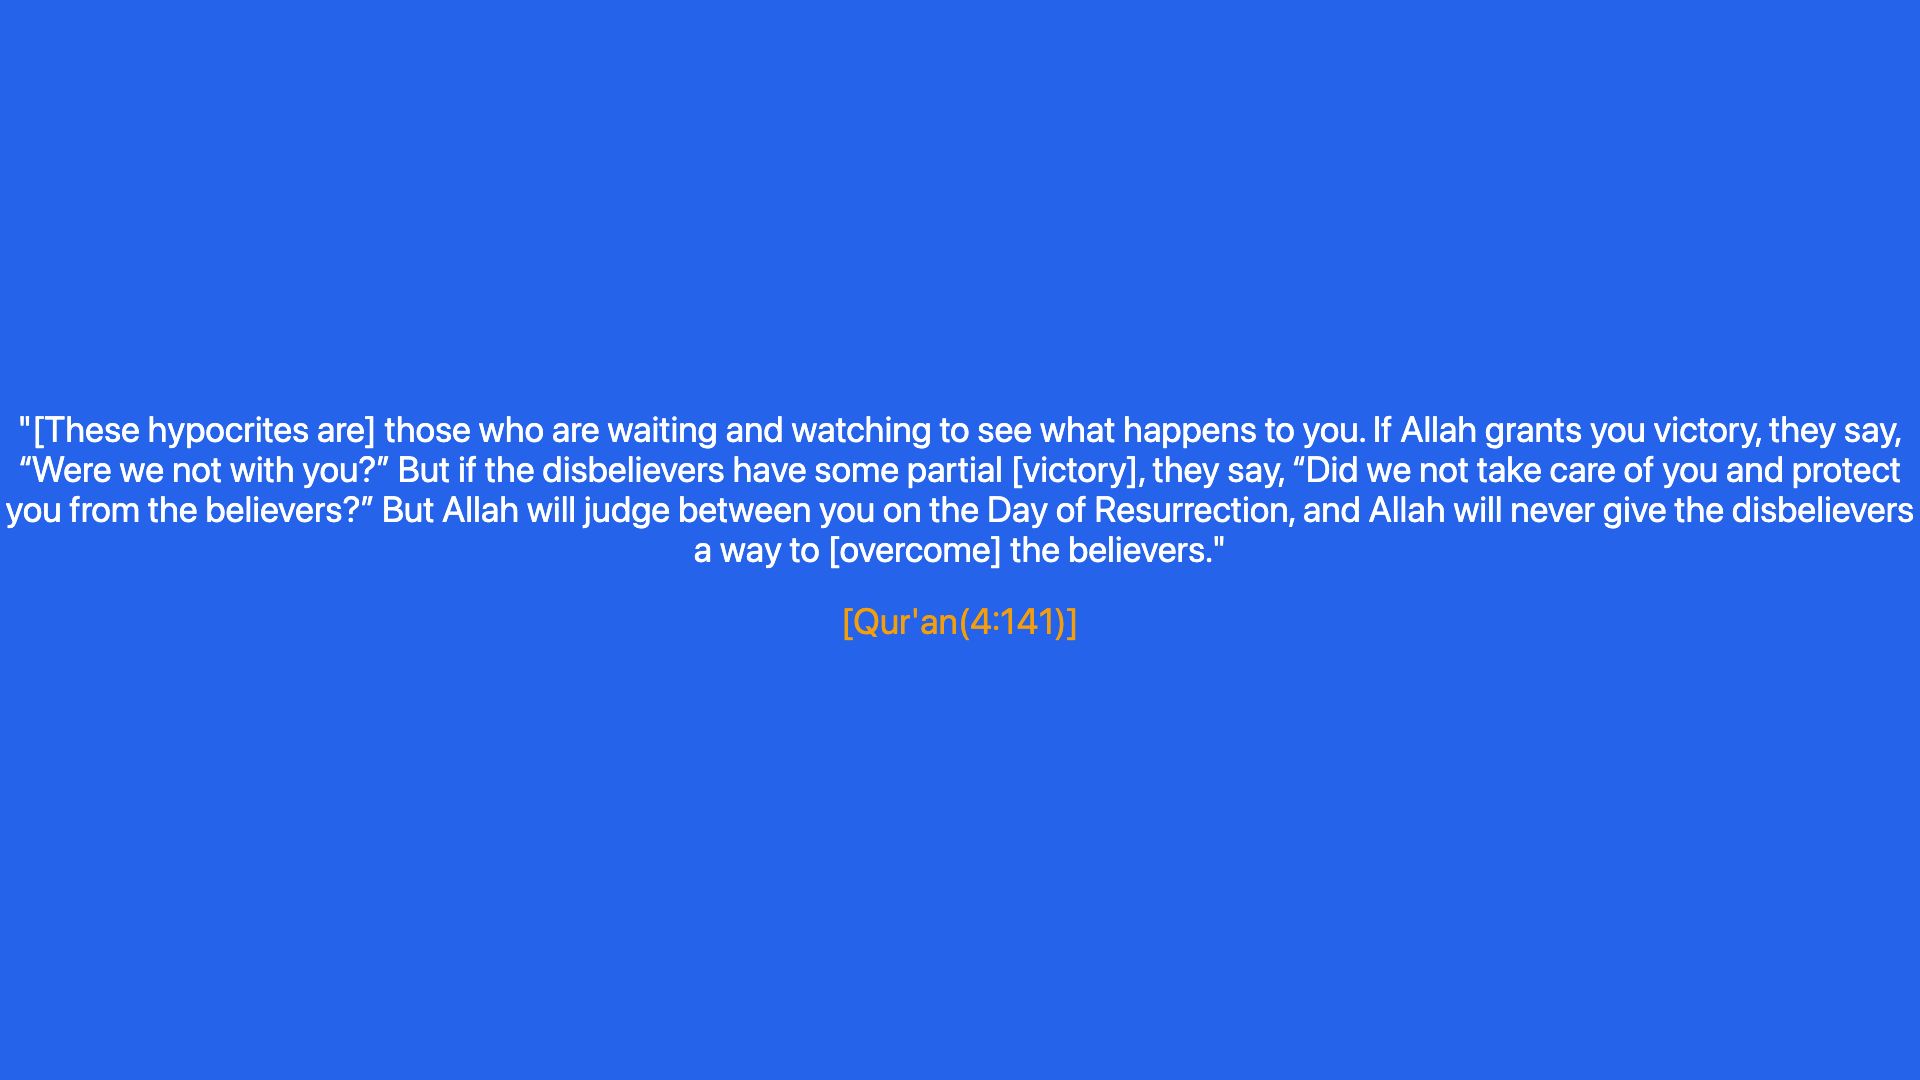 "[These hypocrites are] those who are waiting and watching to see what happens to you. If Allah grants you victory, they say,
“Were we not with you?” But if the disbelievers have some partial [victory], they say, “Did we not take care of you and protect
you from the believers?” But Allah will judge between you on the Day of Resurrection, and Allah will never give the disbelievers
a way to [overcome] the believers."
[Qur'an(4:141)]